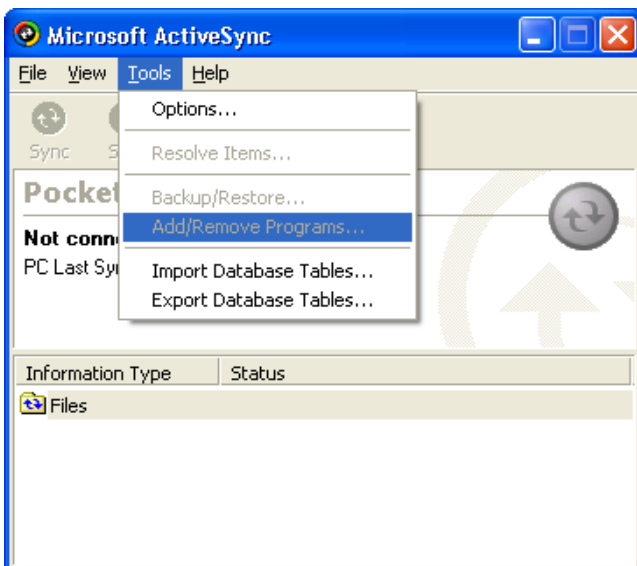 Microsoft ActiveSync
File View Tools Help
Options...
Sync S
Resolve Items...
Pocket
Backup/Restore...
Add/Remove Programs...
Not conn
PC Last Sy
Import Database Tables...
Export Database Tables...
Information Type Status
Files